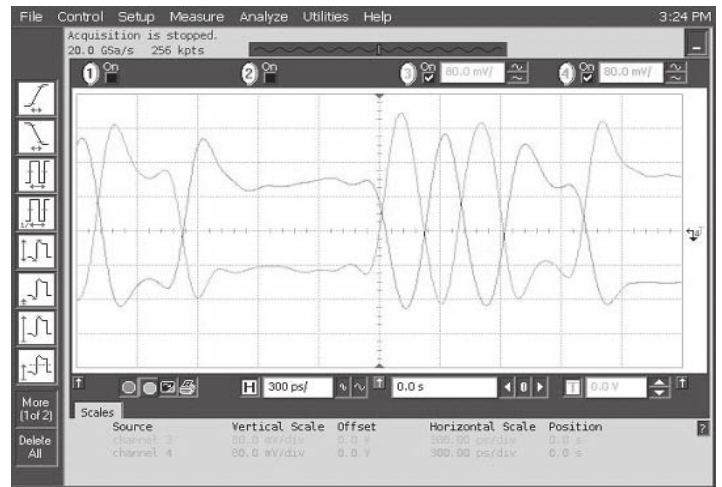 File Control Setup Measure Analyze Utilities Help 3:24 PM
Acquisition is stopped.
20.0 GSa/s 256 kpts
1 On 2 On 3 On 80.0 mV/ 4 On 80.0 mV/
H 300 ps/ 0.0 s 0 T 0.0 V
More
(1of 2)
Delete
All
Scales
Source Vertical Scale Offset Horizontal Scale Position
channel 3 80.0 mV/div 0.0 V 300.00 ps/div 0.0 s
channel 4 80.0 mV/div 0.0 V 300.00 ps/div 0.0 s
?